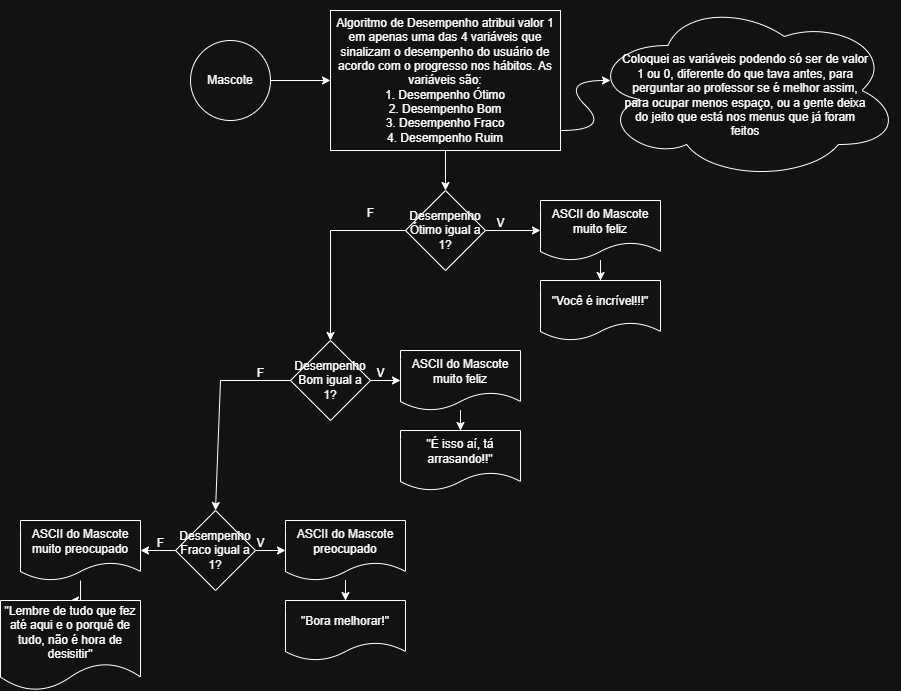 Mascote
Algoritmo de Desempenho atribui valor 1
em apenas uma das 4 variáveis que
sinalizam o desempenho do usuário de
acordo com o progresso nos hábitos. As
variáveis são:
1. Desempenho Ótimo
2. Desempenho Bom
3. Desempenho Fraco
4. Desempenho Ruim
Coloquei as variáveis podendo só ser de valor
1 ou 0, diferente do que tava antes, para
perguntar ao professor se é melhor assim,
para ocupar menos espaço, ou a gente deixa
do jeito que está nos menus que já foram
feitos
F
Desempenho
Ótimo igual a
1?
V
ASCII do Mascote
muito feliz
"Você é incrível!!!"
F
Desempenho
Bom igual a
1?
V
ASCII do Mascote
muito feliz
"É isso aí, tá
arrasando!!"
ASCII do Mascote
muito preocupado
F
Desempenho
Fraco igual a
1?
V
ASCII do Mascote
preocupado
"Lembre de tudo que fez
até aqui e o porquê de
tudo, não é hora de
desisitir"
"Bora melhorar!"